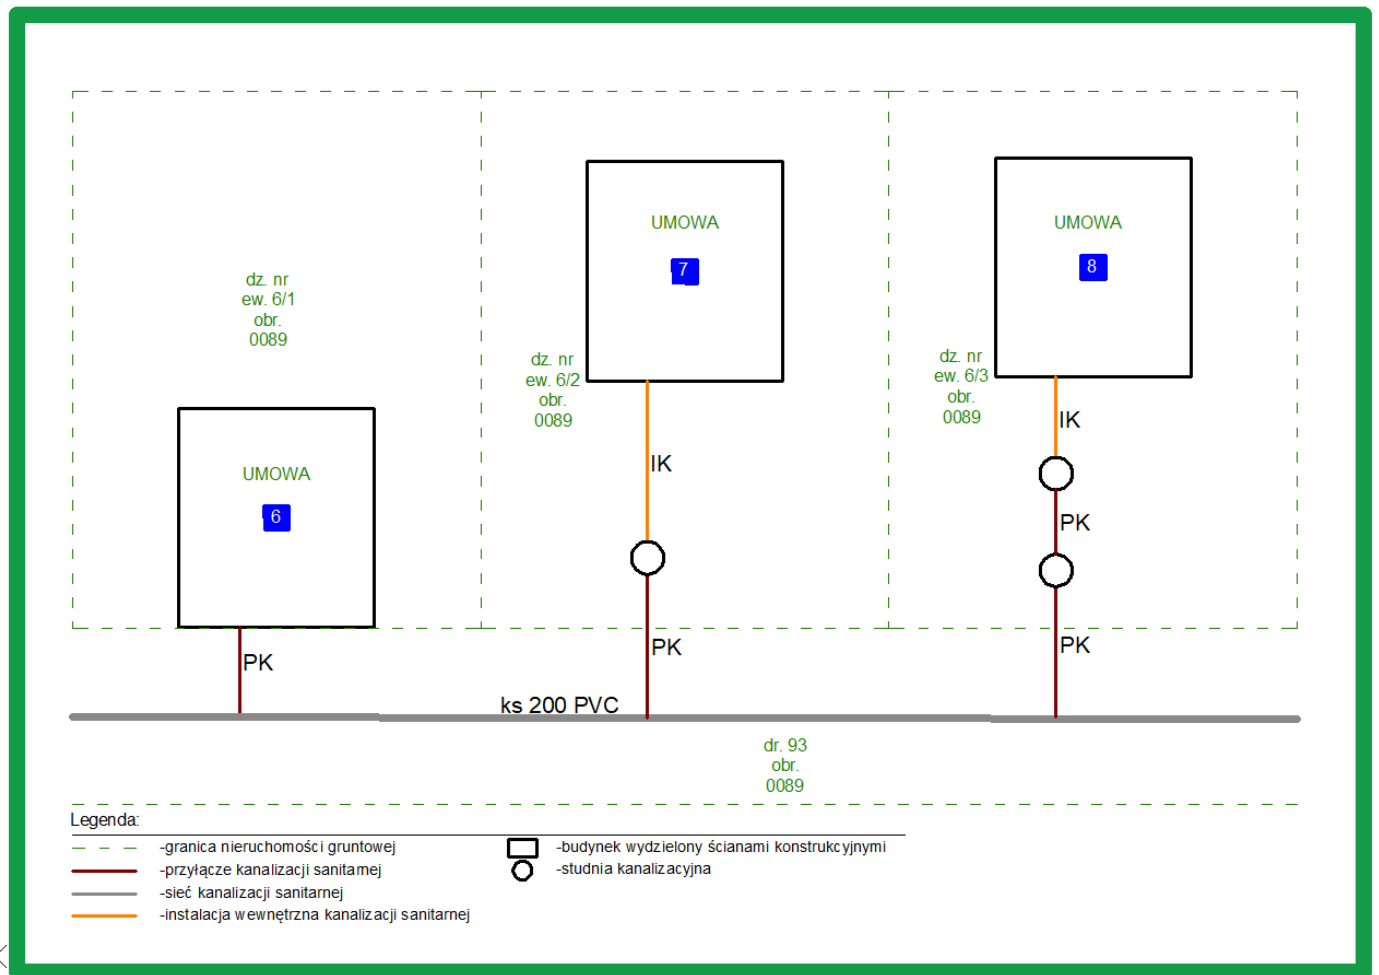 UMOWA
7
UMOWA
8
dz. nr
ew. 6/1
obr.
0089
dz. nr
ew. 6/2
obr.
0089
dz. nr
ew. 6/3
obr.
0089
IK
UMOWA
6
IK
PK
PK
PK
PK
ks 200 PVC
dr. 93
obr.
0089
Legenda:
-granica nieruchomości gruntowej
-przyłącze kanalizacji sanitarnej
-sieć kanalizacji sanitarnej
-instalacja wewnętrzna kanalizacji sanitarnej
-budynek wydzielony ścianami konstrukcyjnymi
-studnia kanalizacyjna